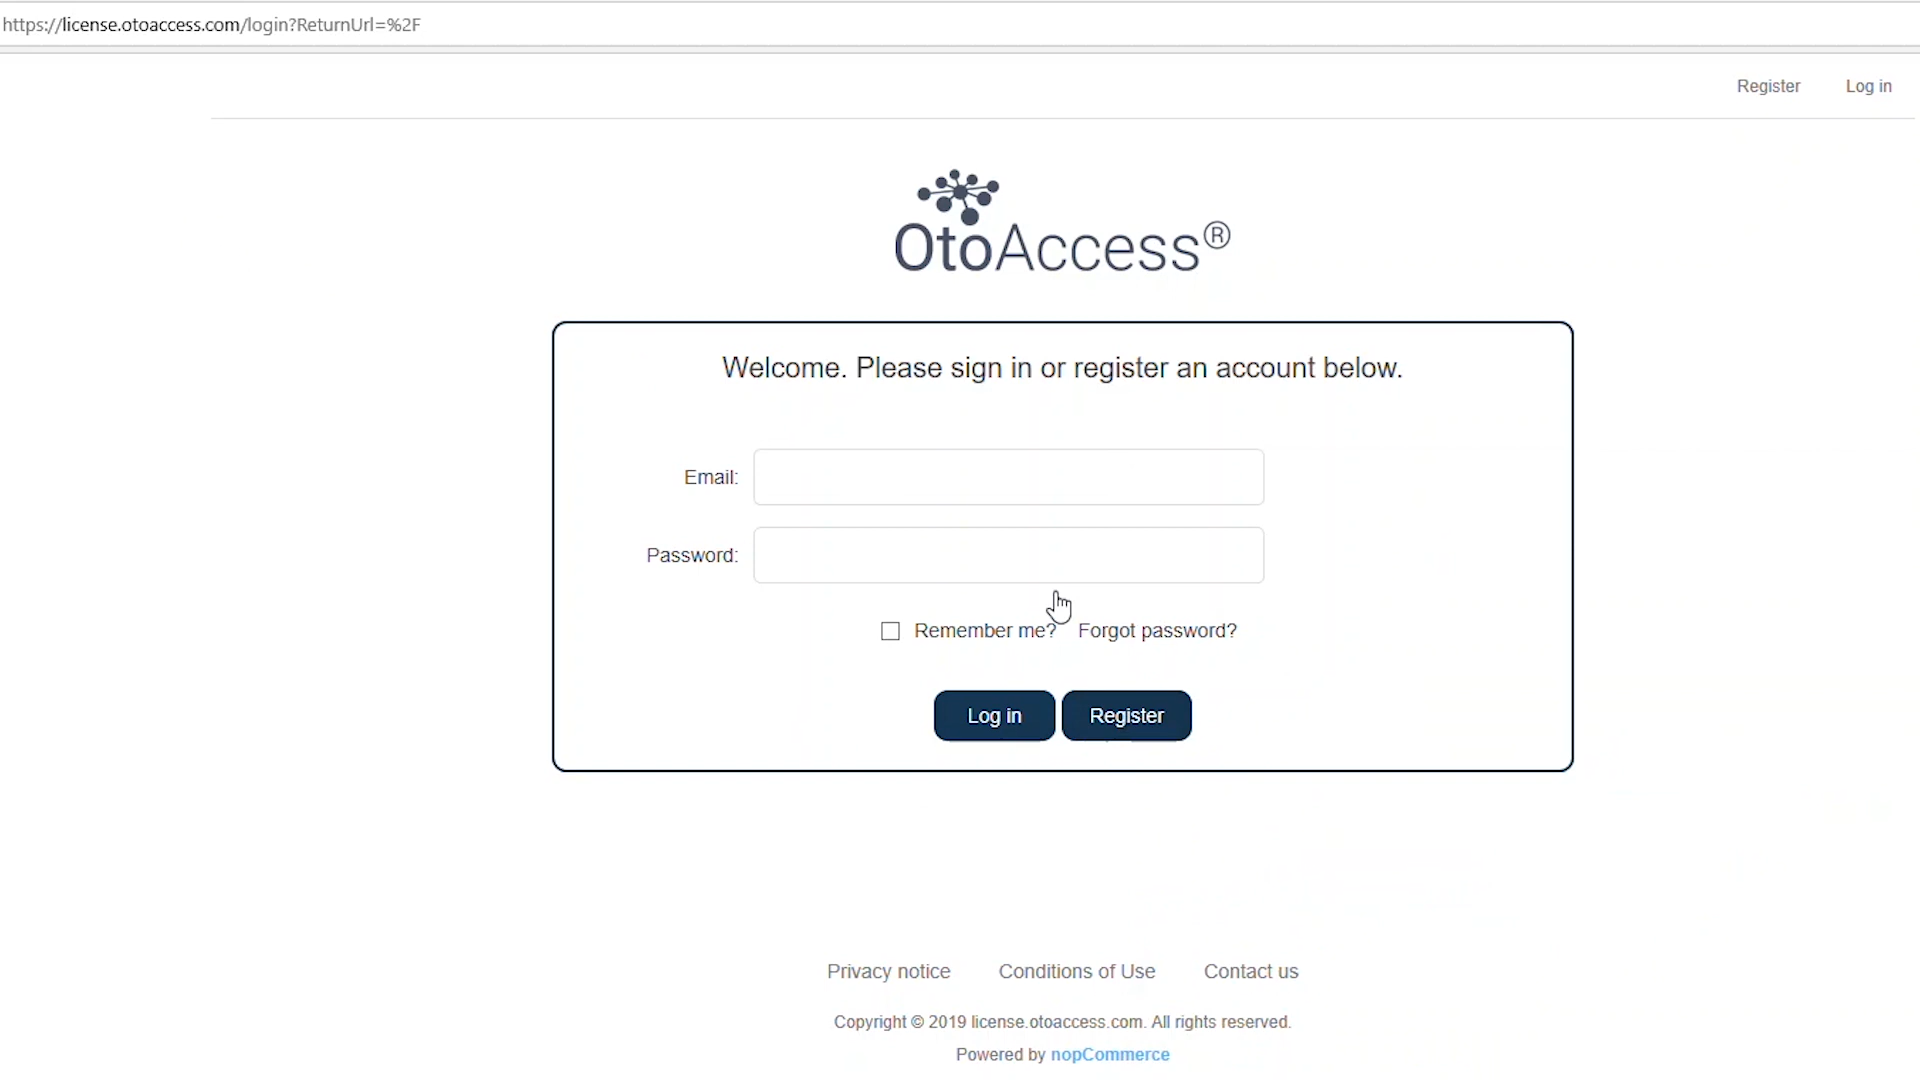 https://license.otoaccess.com/login?ReturnUrl=%2F
Register Log in
OtoAccess®
Welcome. Please sign in or register an account below.
Email:
Password:
Remember me? Forgot password?
Log in Register
Privacy notice Conditions of Use Contact us
Copyright © 2019 license.otoaccess.com. All rights reserved.
Powered by nopCommerce